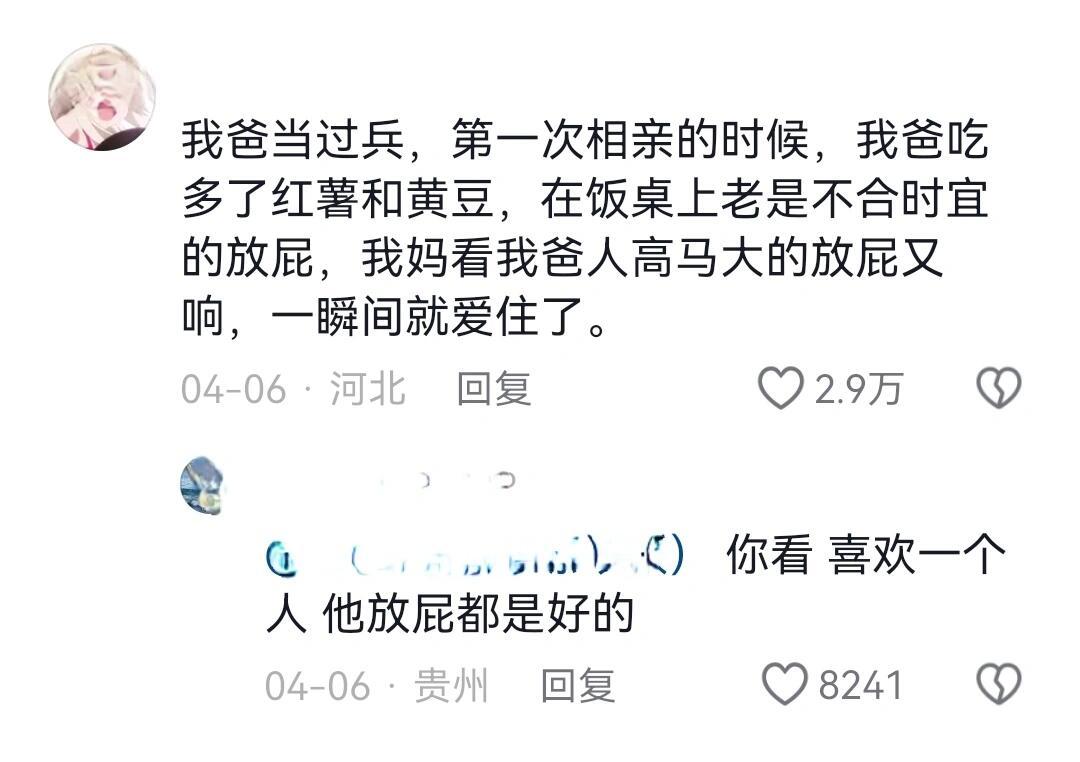 我爸当过兵，第一次相亲的时候，我爸吃
多了红薯和黄豆，在饭桌上老是不合时宜
的放屁，我妈看我爸人高马大的放屁又
响，一瞬间就爱住了。
04-06 · 河北 回复 2.9万
你看 喜欢一个
人 他放屁都是好的
04-06 · 贵州 回复 8241